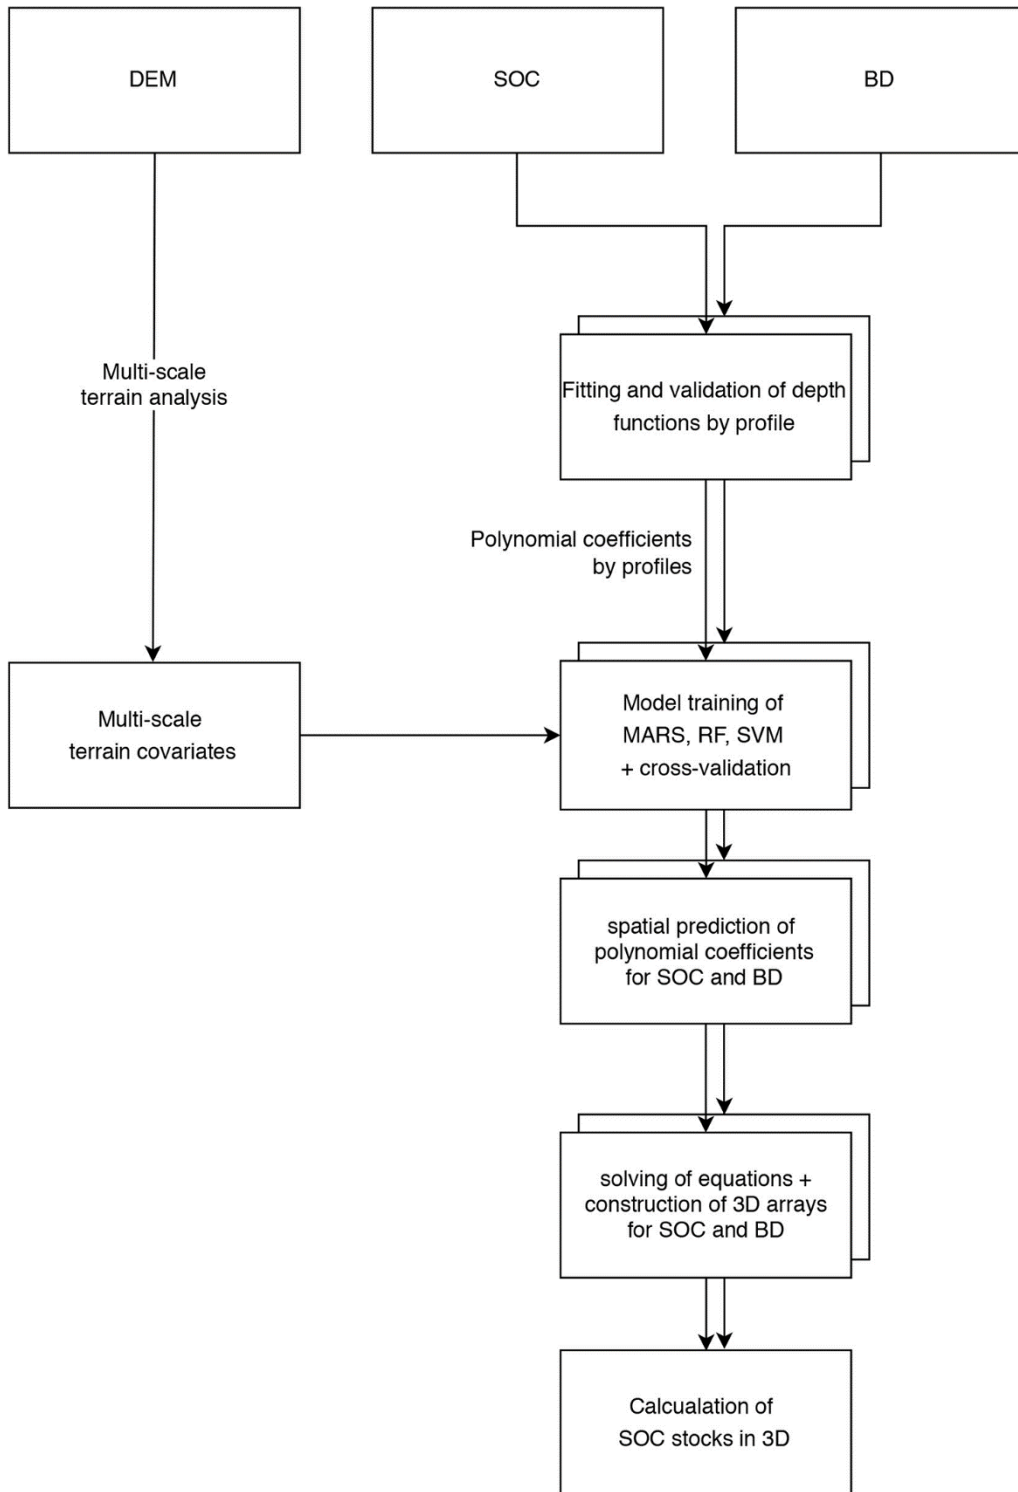 DEM
SOC
BD
Multi-scale
terrain analysis
Fitting and validation of depth
functions by profile
Polynomial coefficients
by profiles
Multi-scale
terrain covariates
Model training of
MARS, RF, SVM
+ cross-validation
spatial prediction of
polynomial coefficients
for SOC and BD
solving of equations +
construction of 3D arrays
for SOC and BD
Calcualation of
SOC stocks in 3D